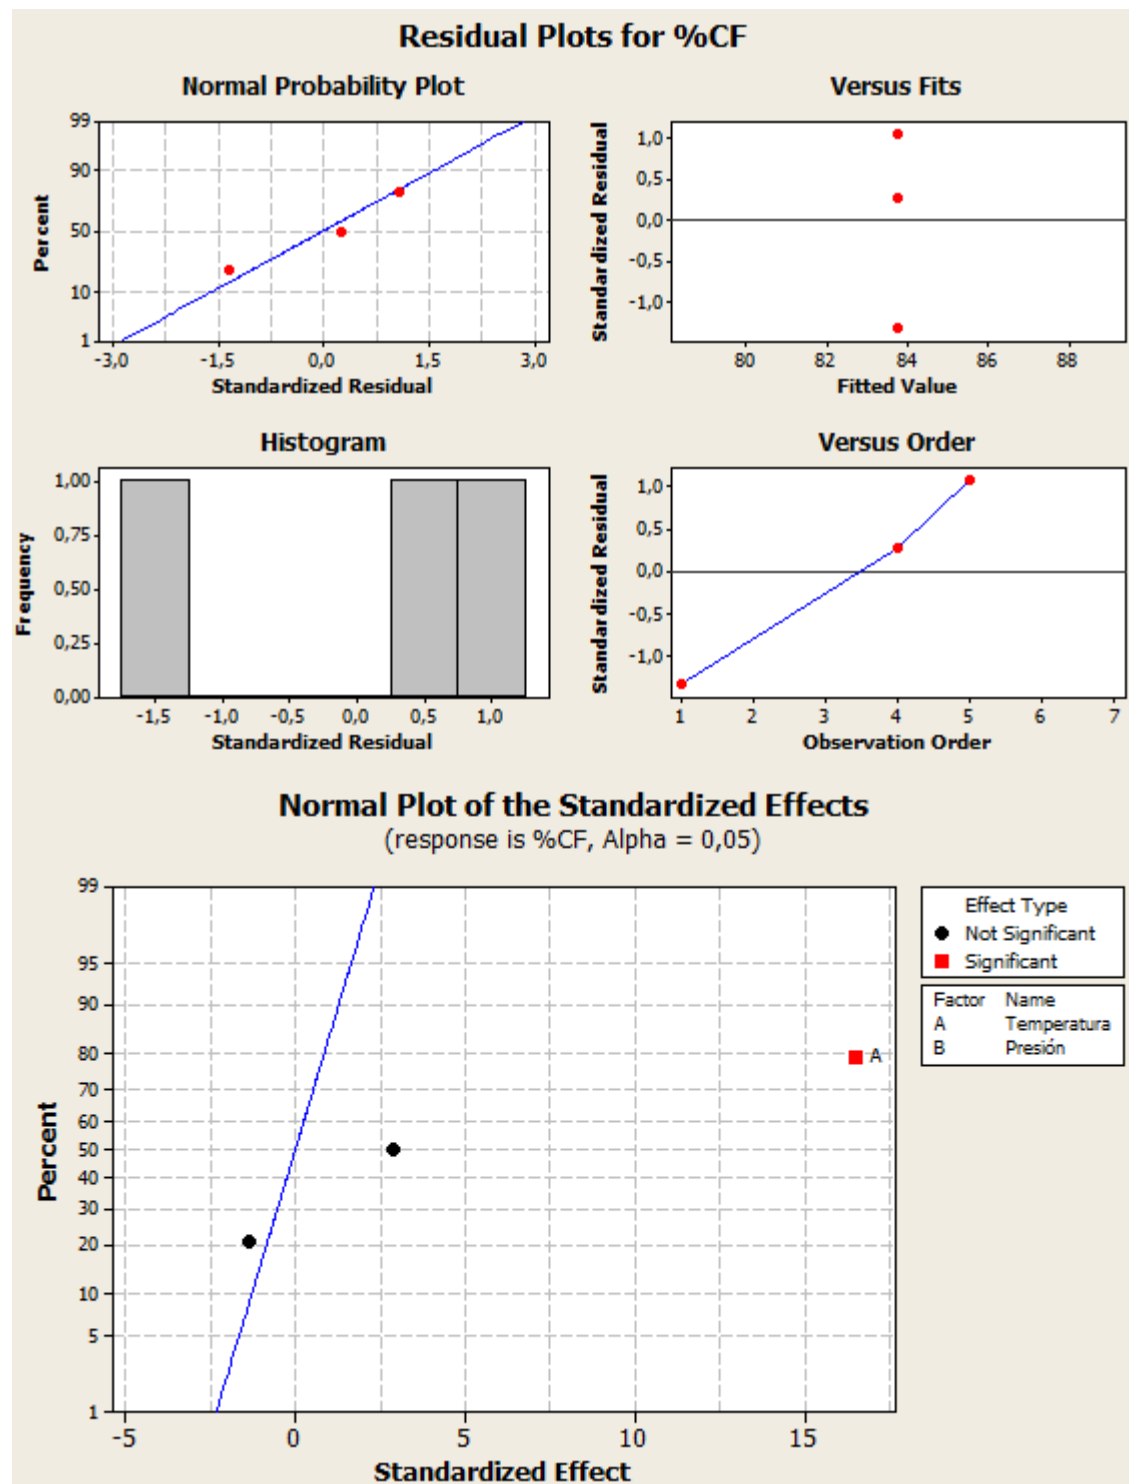 Residual Plots for %CF
Normal Probability Plot
99
90
50
10
1
Percent
-3,0 -1,5 0,0 1,5 3,0
Standardized Residual
Versus Fits
1,0
0,5
0,0
-0,5
-1,0
Standardized Residual
80 82 84 86 88
Fitted Value
Histogram
1,00
0,75
0,50
0,25
0,00
Frequency
-1,5 -1,0 -0,5 0,0 0,5 1,0
Standardized Residual
Versus Order
1,0
0,5
0,0
-0,5
-1,0
Standardized Residual
1 2 3 4 5 6 7
Observation Order
Normal Plot of the Standardized Effects
(response is %CF, Alpha = 0,05)
99
95
90
80
70
60
50
40
30
20
10
5
1
Percent
A
-5 0 5 10 15
Standardized Effect
Effect Type
Not Significant
Significant
Factor Name
A Temperatura
B Presión